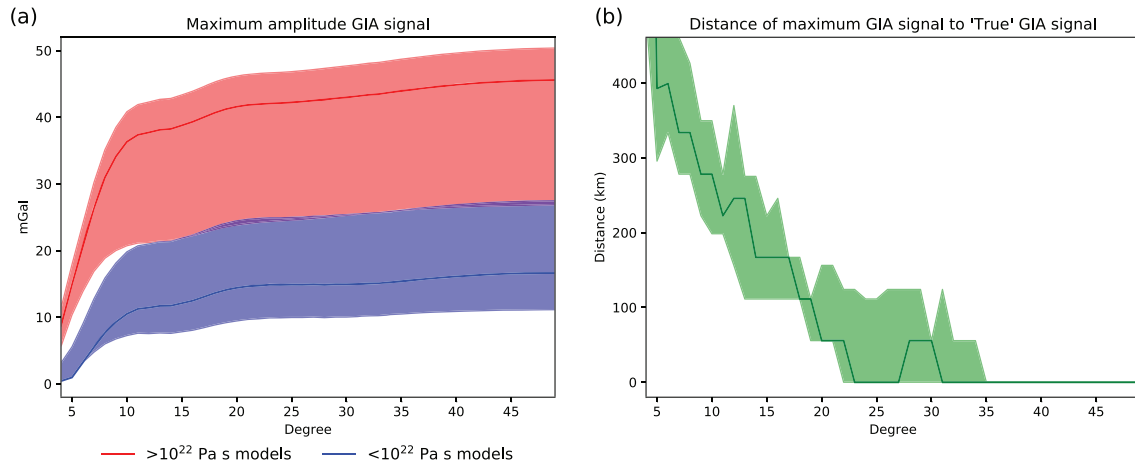 (a)
Maximum amplitude GIA signal
mGal
50
40
30
20
10
0
5 10 15 20 25 30 35 40 45
Degree
>10²² Pa s models <10²² Pa s models
(b)
Distance of maximum GIA signal to 'True' GIA signal
Distance (km)
400
300
200
100
0
5 10 15 20 25 30 35 40 45
Degree